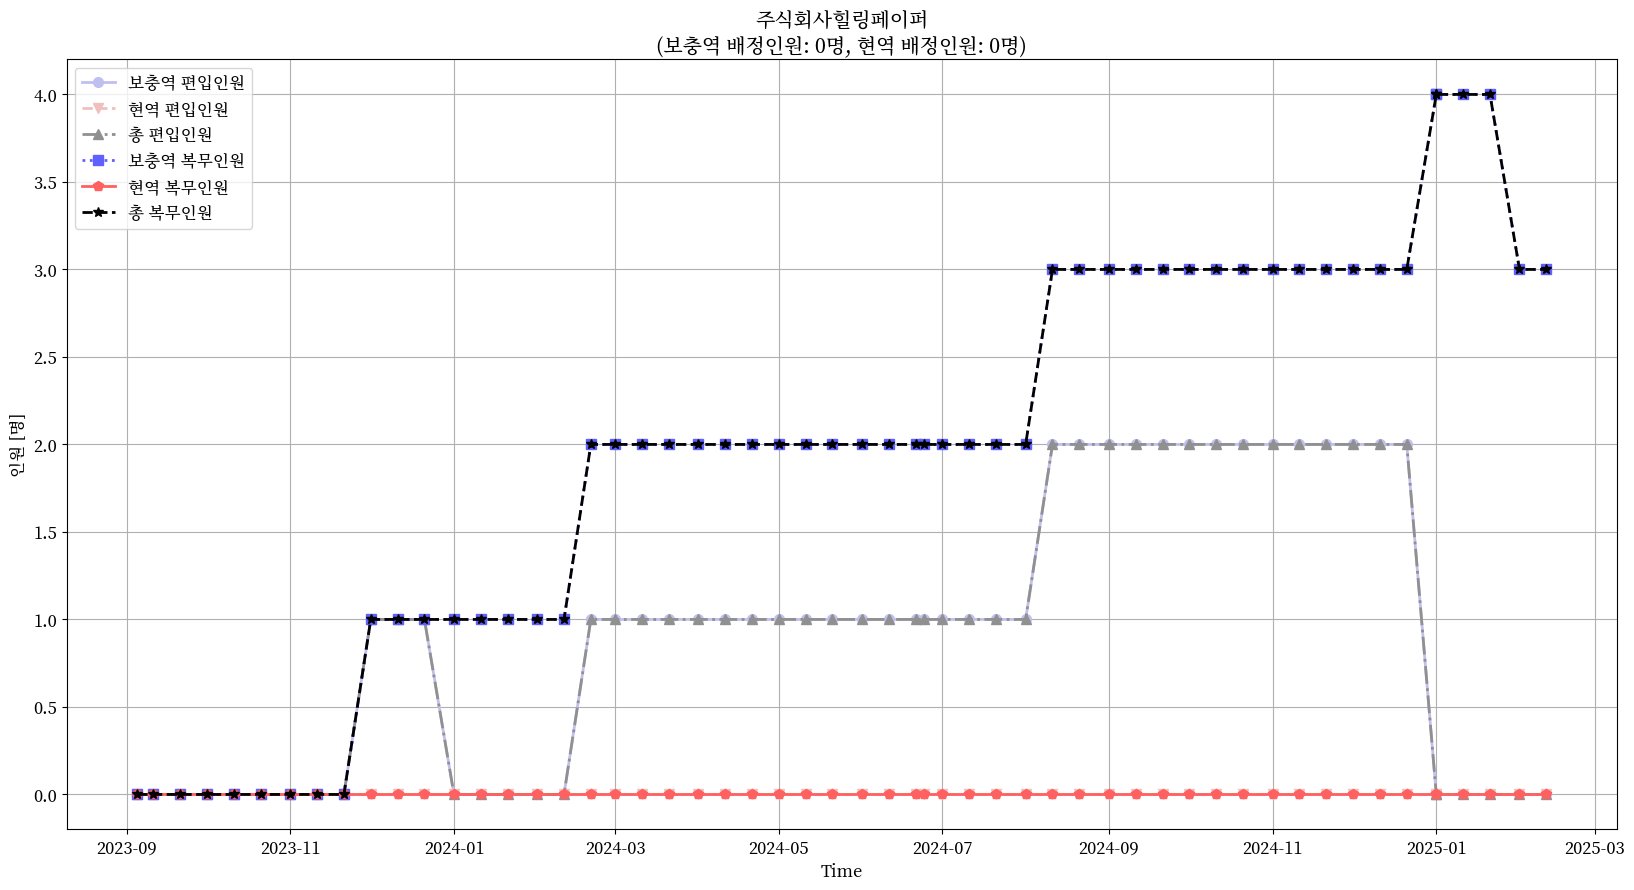 주식회사힐링페이퍼
(보충역 배정인원: 0명, 현역 배정인원: 0명)
보충역 편입인원
현역 편입인원
총 편입인원
보충역 복무인원
현역 복무인원
총 복무인원
4.0
3.5
3.0
2.5
2.0
1.5
1.0
0.5
0.0
인원 [명]
2023-09
2023-11
2024-01
2024-03
2024-05
2024-07
2024-09
2024-11
2025-01
2025-03
Time